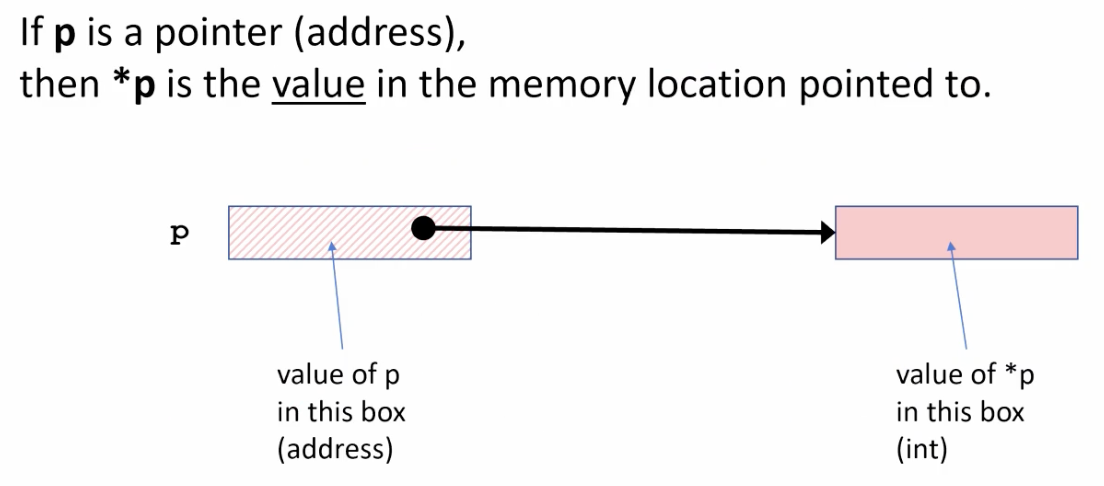 If p is a pointer (address),
then *p is the value in the memory location pointed to.
p
value of p
in this box
(address)
value of *p
in this box
(int)